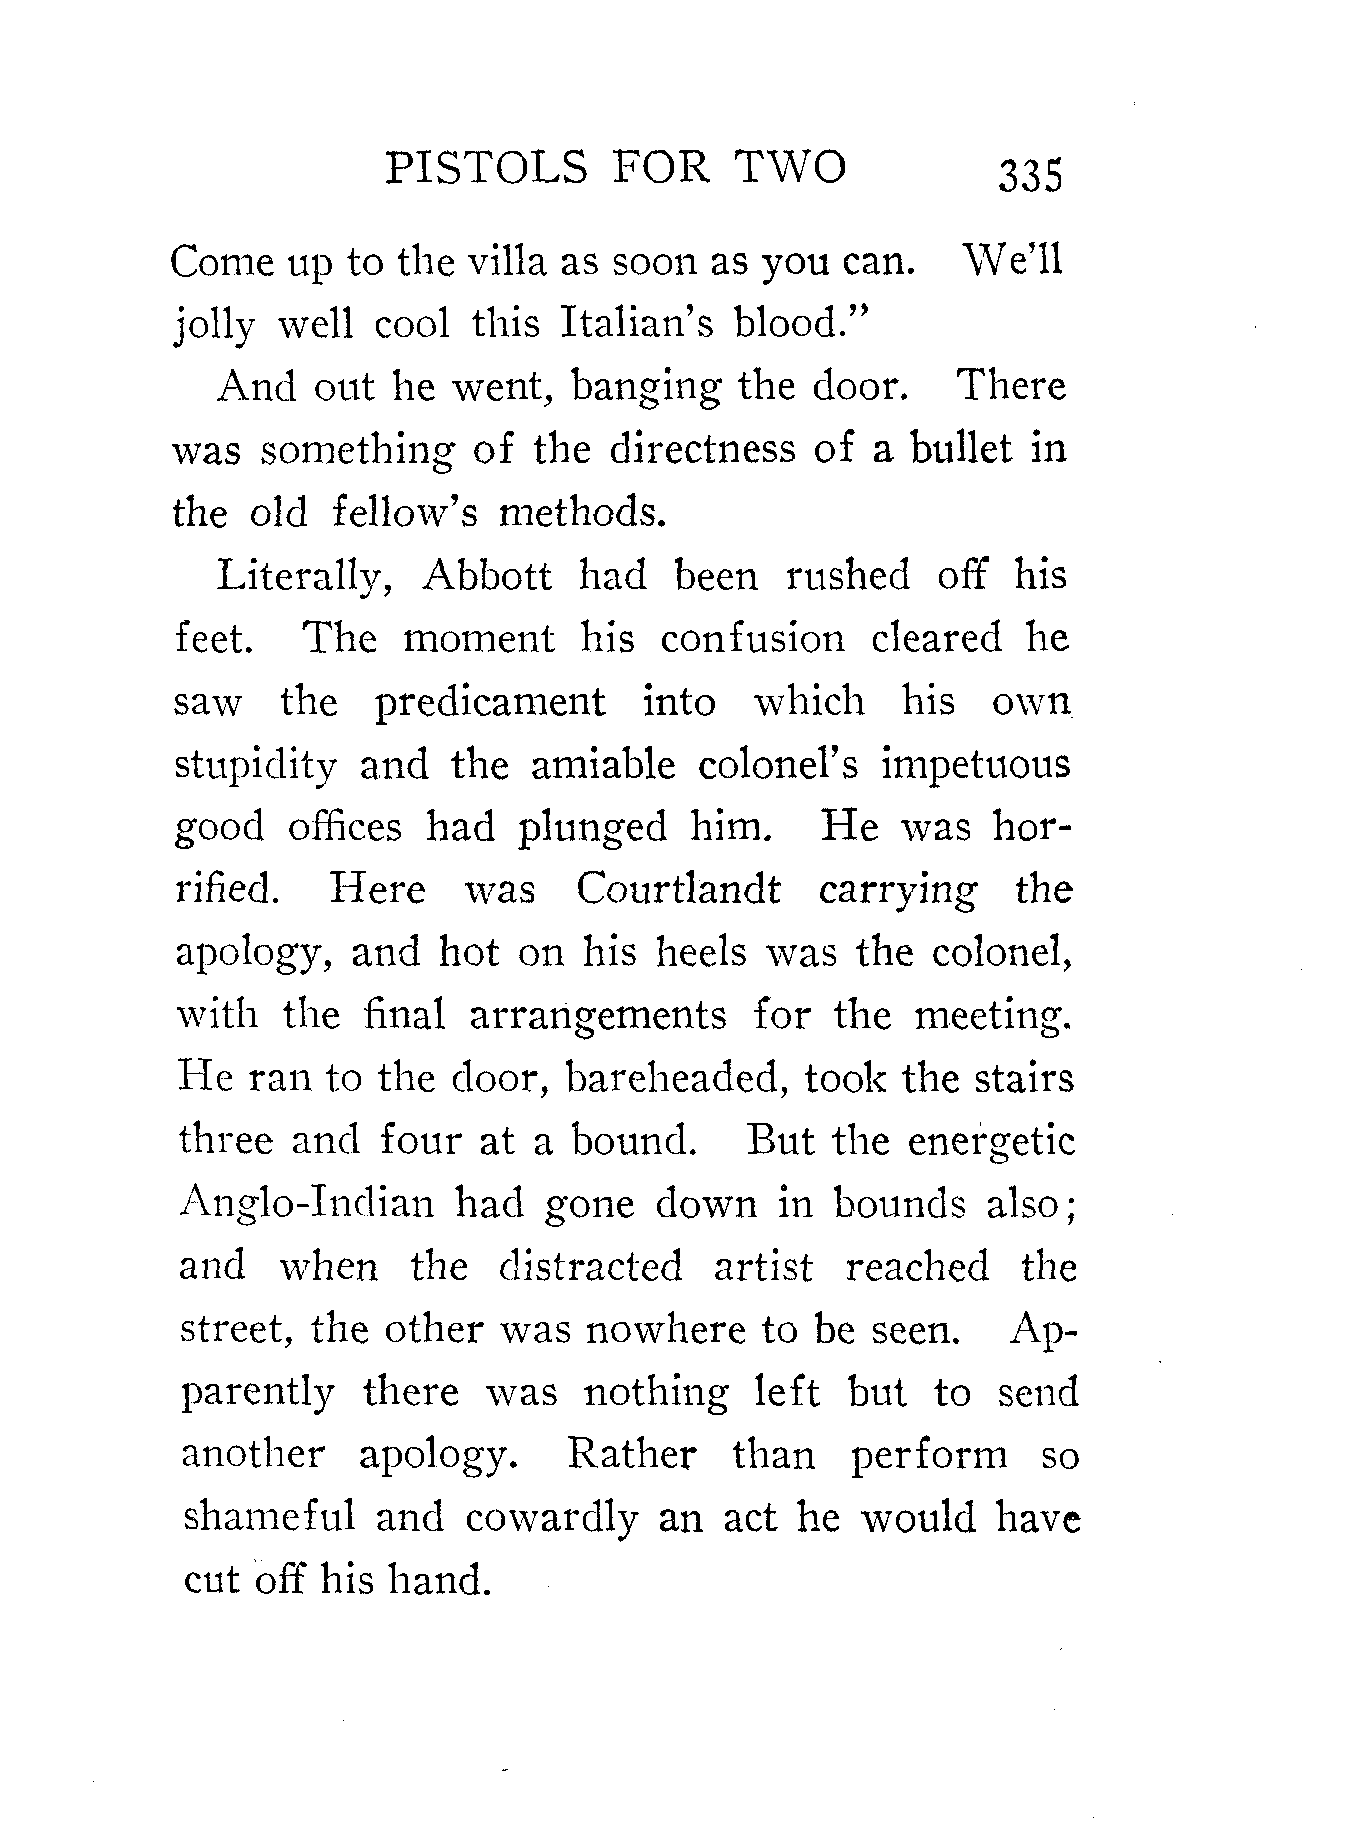 PISTOLS FOR TWO 335
Come up to the villa as soon as you can. We'll
jolly well cool this Italian's blood."
And out he went, banging the door. There
was something of the directness of a bullet in
the old fellow's methods.
Literally, Abbott had been rushed off his
feet. The moment his confusion cleared he
saw the predicament into which his own
stupidity and the amiable colonel's impetuous
good offices had plunged him. He was hor-
rified. Here was Courtlandt carrying the
apology, and hot on his heels was the colonel,
with the final arrangements for the meeting.
He ran to the door, bareheaded, took the stairs
three and four at a bound. But the energetic
Anglo-Indian had gone down in bounds also;
and when the distracted artist reached the
street, the other was nowhere to be seen. Ap-
parently there was nothing left but to send
another apology. Rather than perform so
shameful and cowardly an act he would have
cut off his hand.